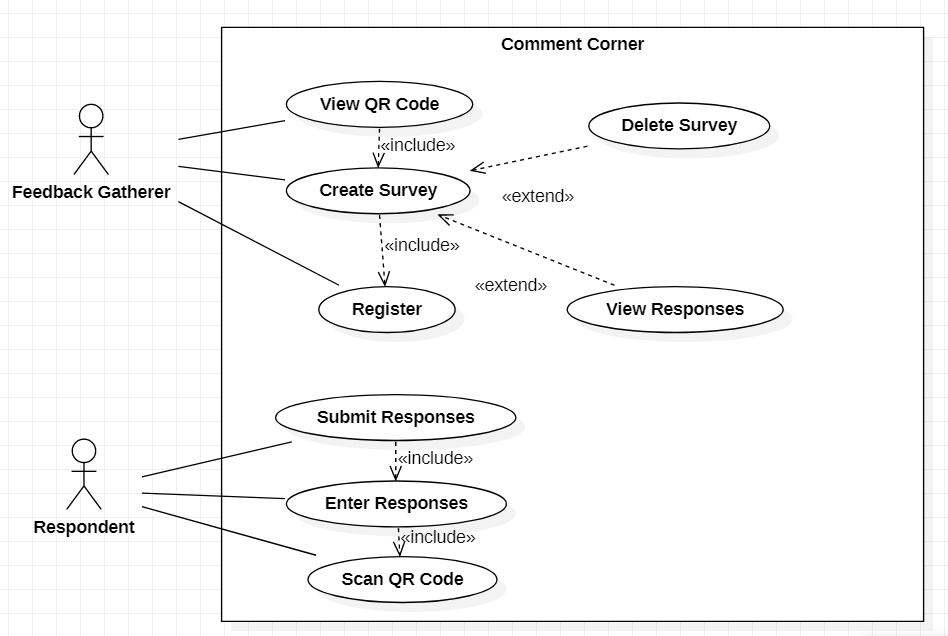 Comment Corner
View QR Code
«include»
Delete Survey
Feedback Gatherer
Create Survey
«extend»
«include»
«extend»
Register
View Responses
Submit Responses
«include»
Respondent
Enter Responses
«include»
Scan QR Code